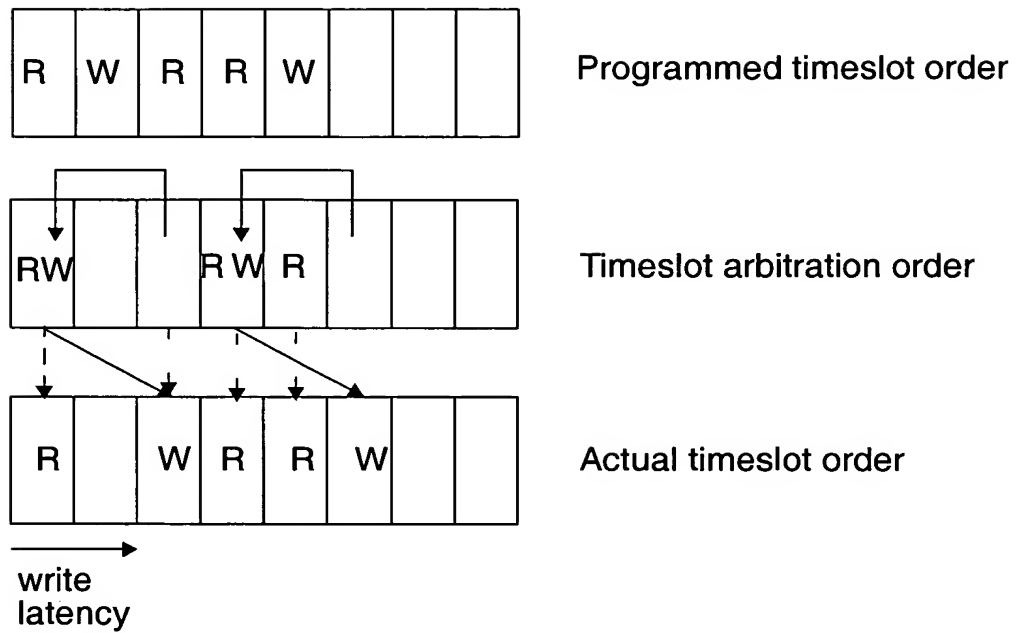 R W R R W Programmed timeslot order
RW R W R Timeslot arbitration order
R W R R W Actual timeslot order
write
latency